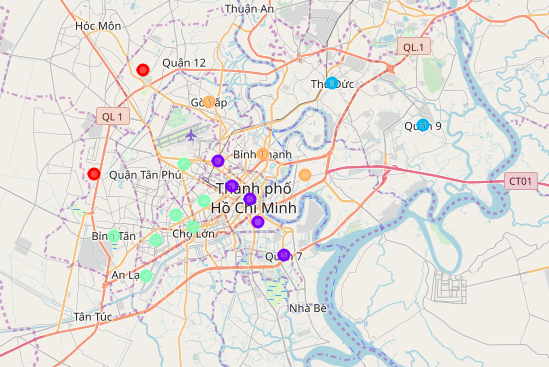 Thuận An
Hóc Môn
QL.1
Quận 12
Thủ Đức
Gò Vấp
QL 1
Quận 9
Bình Thạnh
Quận Tân Phú
CT01
Thành phố
Hồ Chí Minh
Bình Tân
Chợ Lớn
Quận 7
An Lạc
Nhà Bè
Tân Túc